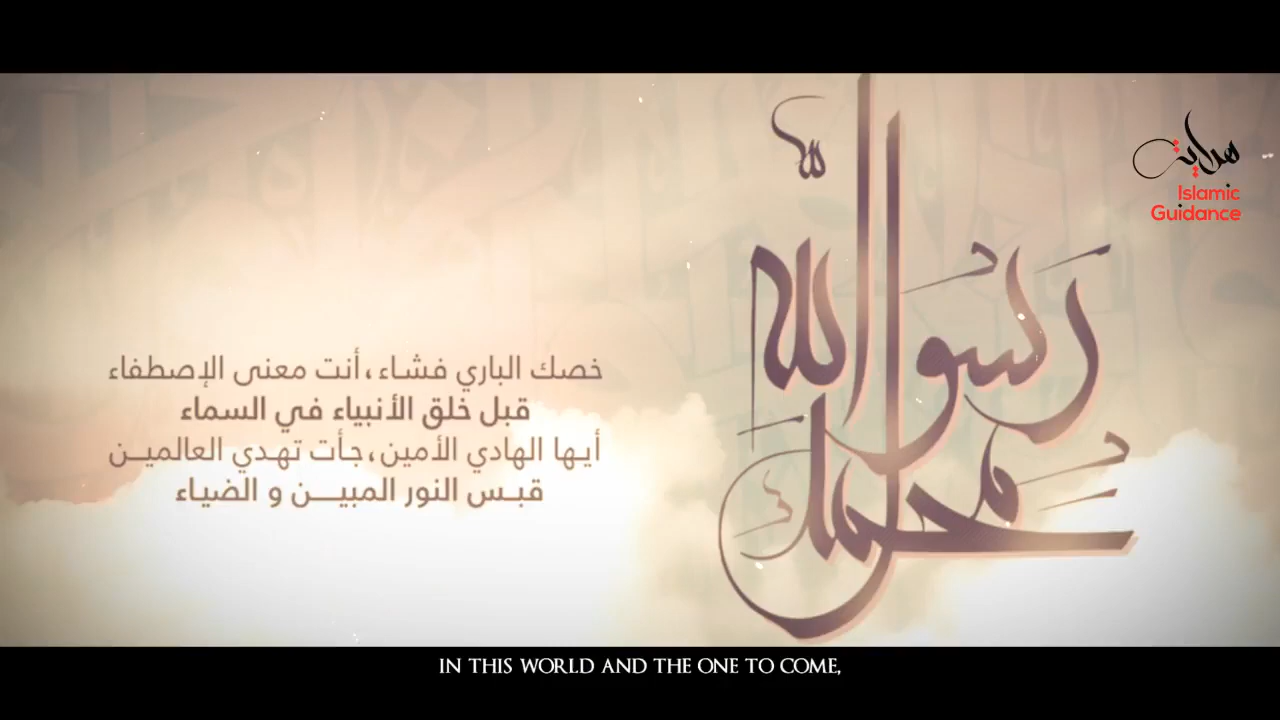 هداية
Islamic
Guidance
رسول الله
محمد
خصك الباري فشاء، أنت معنى الإصطفاء
قبل خلق الأنبياء في السماء
أيها الهادي الأمين، جأت تهدي العالميـن
قبـس النور المبيـــن و الضياء
IN THIS WORLD AND THE ONE TO COME,